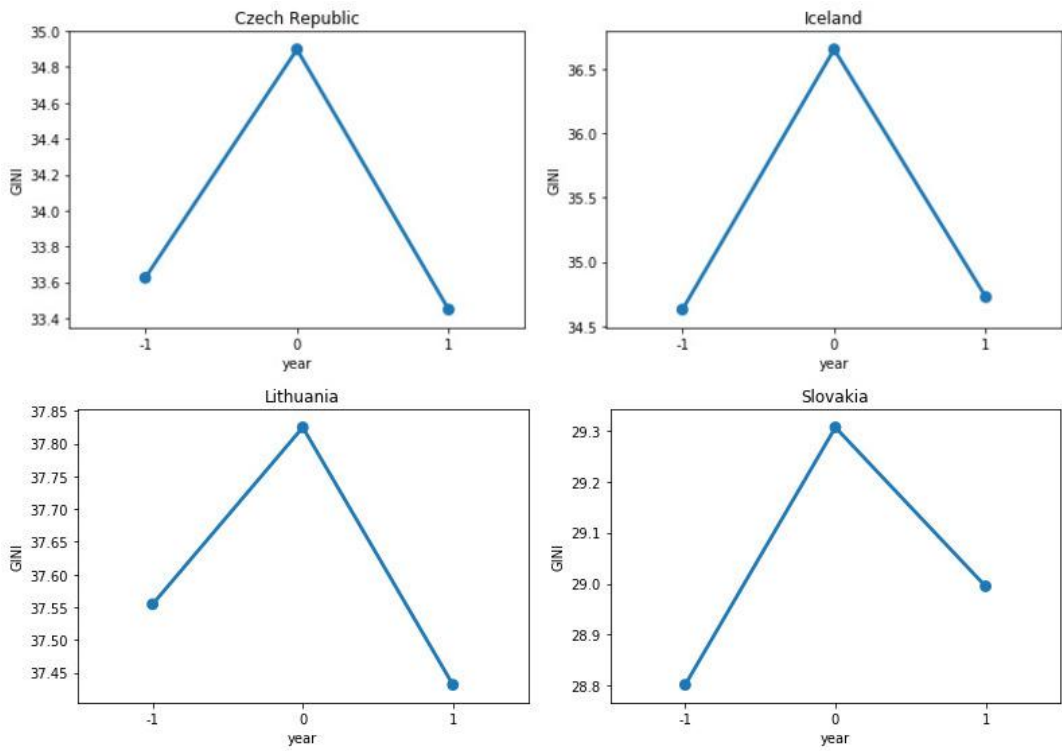 Czech Republic
35.0
34.8
34.6
34.4
34.2
34.0
33.8
33.6
33.4
GINI
-1 0 1
year
Iceland
36.5
36.0
35.5
35.0
34.5
GINI
-1 0 1
year
Lithuania
37.85
37.80
37.75
37.70
37.65
37.60
37.55
37.50
37.45
GINI
-1 0 1
year
Slovakia
29.3
29.2
29.1
29.0
28.9
28.8
GINI
-1 0 1
year